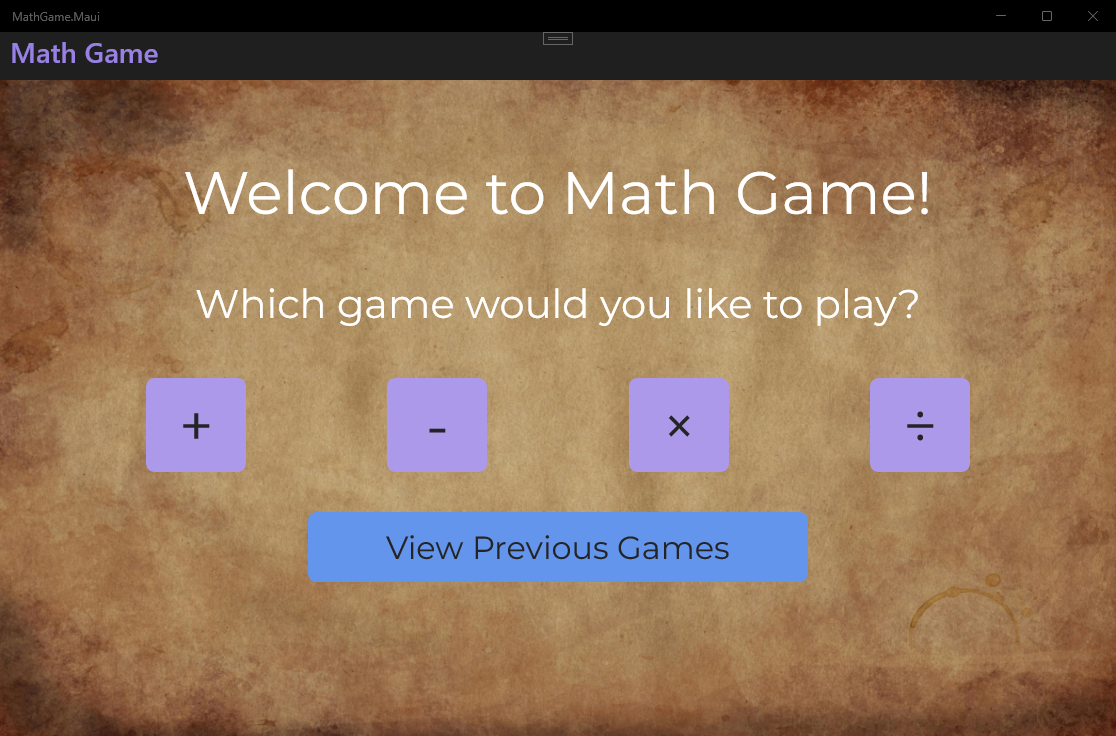 MathGame.Maui
Math Game
Welcome to Math Game!
Which game would you like to play?
+ - × ÷
View Previous Games